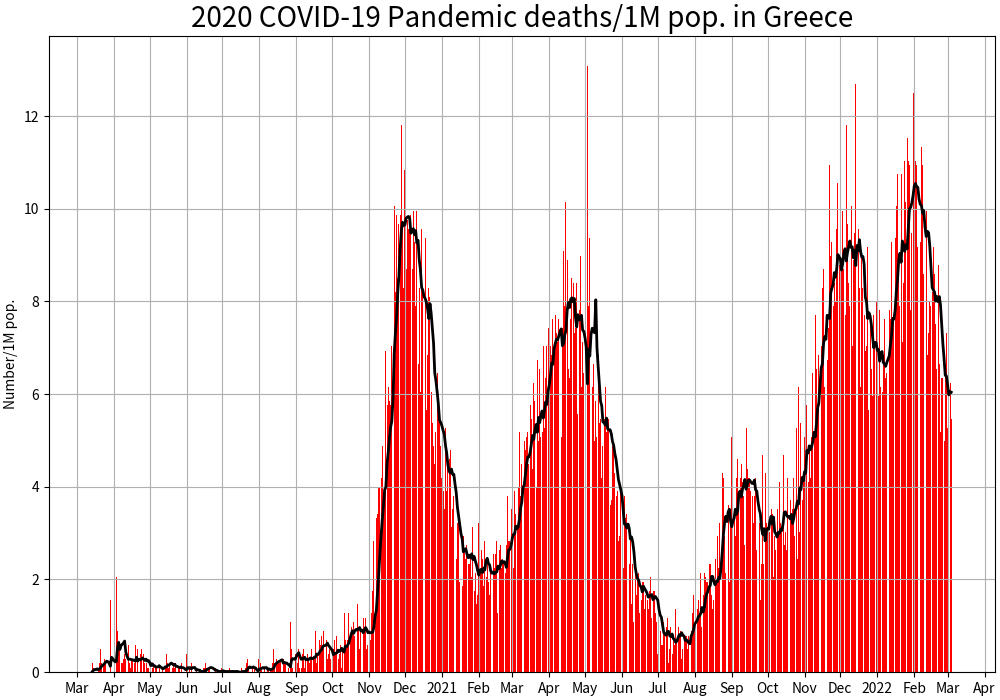 2020 COVID-19 Pandemic deaths/1M pop. in Greece
Number/1M pop.
12
10
8
6
4
2
0
Mar Apr May Jun Jul Aug Sep Oct Nov Dec 2021 Feb Mar Apr May Jun Jul Aug Sep Oct Nov Dec 2022 Feb Mar Apr